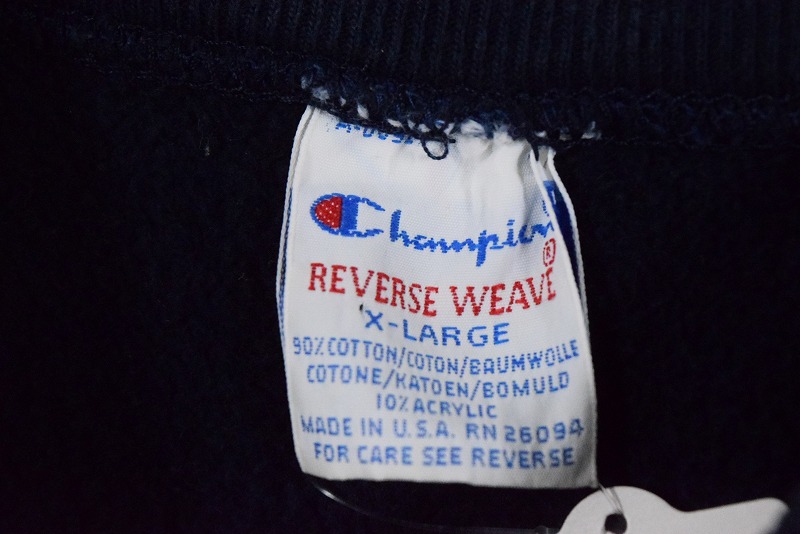 Champion
REVERSE WEAVE®
X-LARGE
90% COTTON/COTON/BAUMWOLLE
COTONE/KATOEN/BOMULD
10% ACRYLIC
MADE IN U.S.A. RN 26094
FOR CARE SEE REVERSE